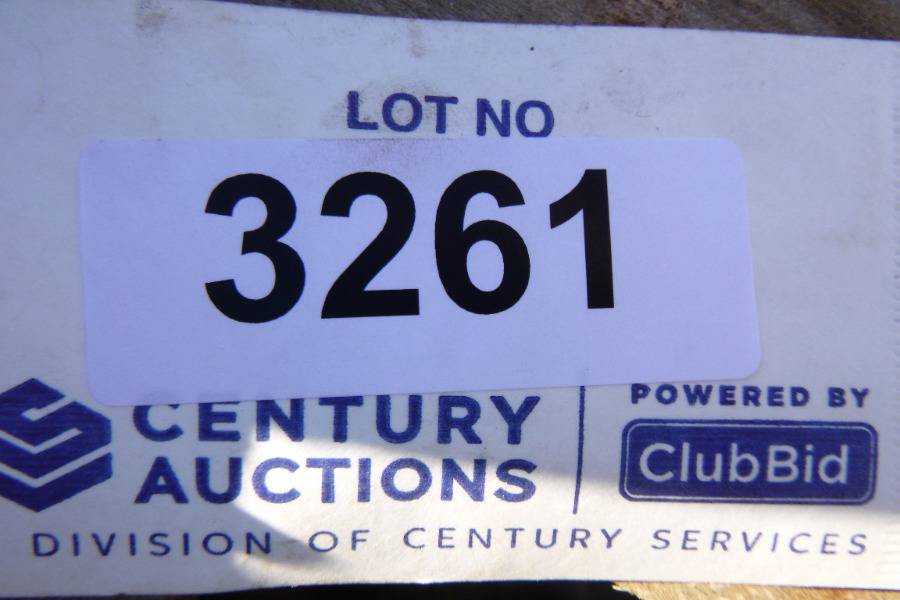 LOT NO
3261
CENTURY
AUCTIONS
POWERED BY
ClubBid
DIVISION OF CENTURY SERVICES